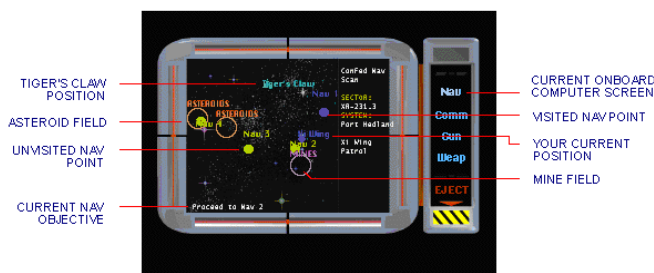 TIGER'S CLAW
POSITION
ASTEROID FIELD
UNVISITED NAV
POINT
CURRENT NAV
OBJECTIVE
Tiger's Claw
Nav 1
ASTEROIDS
ASTEROIDS
Nav 4
Nav 3
Xi Wing
Nav 2
MINES
Proceed to Nav 2
ComFed Nav
Scan
SECTOR:
XA-231.3
SYSTEM:
Port Hedland
XI Wing
Patrol
Nav
Comm
Gun
Weap
EJECT
CURRENT ONBOARD
COMPUTER SCREEN
VISITED NAV POINT
YOUR CURRENT
POSITION
MINE FIELD